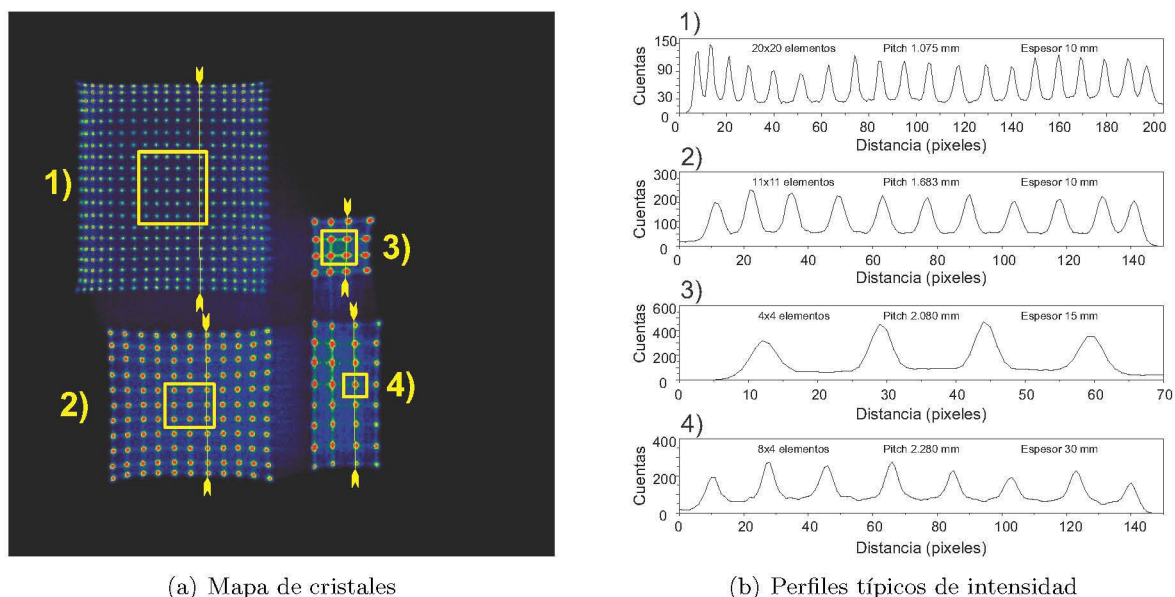 1)
2)
3)
4)
(a) Mapa de cristales
1)
20x20 elementos Pitch 1.075 mm Espesor 10 mm
Cuentas
150
90
30
0
0 20 40 60 80 100 120 140 160 180 200
Distancia (pixeles)
2)
11x11 elementos Pitch 1.683 mm Espesor 10 mm
Cuentas
300
200
100
0
0 20 40 60 80 100 120 140
Distancia (pixeles)
3)
4x4 elementos Pitch 2.080 mm Espesor 15 mm
Cuentas
600
400
200
0
0 10 20 30 40 50 60 70
Distancia (pixeles)
4)
8x4 elementos Pitch 2.280 mm Espesor 30 mm
Cuentas
400
200
0
0 20 40 60 80 100 120 140
Distancia (pixeles)
(b) Perfiles típicos de intensidad